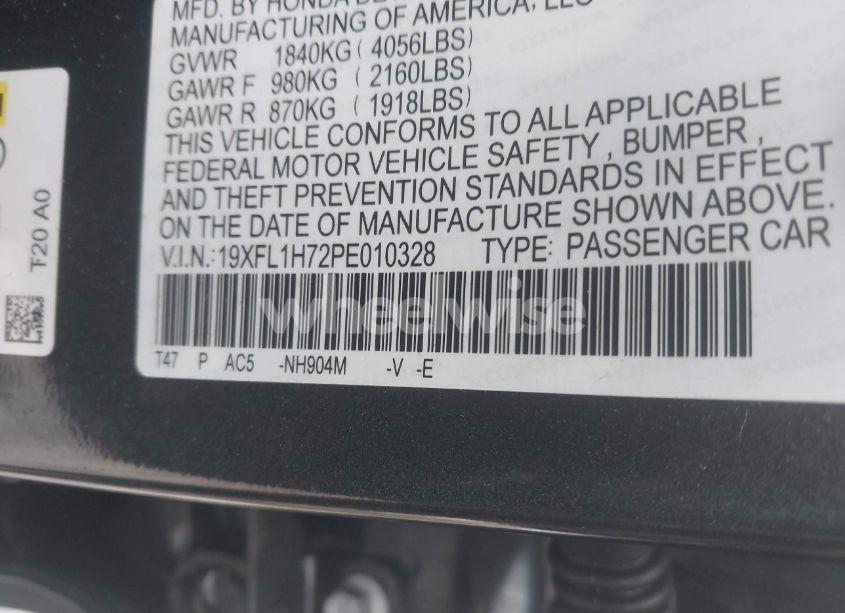 MFD. BY HONDA DE
MANUFACTURING OF AMERICA, LLC
GVWR 1840KG ( 4056LBS)
GAWR F 980KG ( 2160LBS)
GAWR R 870KG ( 1918LBS)
THIS VEHICLE CONFORMS TO ALL APPLICABLE
FEDERAL MOTOR VEHICLE SAFETY , BUMPER ,
AND THEFT PREVENTION STANDARDS IN EFFECT
ON THE DATE OF MANUFACTURE SHOWN ABOVE.
V.I.N.: 19XFL1H72PE010328 TYPE: PASSENGER CAR
wheelwise
T47 P AC5 -NH904M -V -E
T20 A0